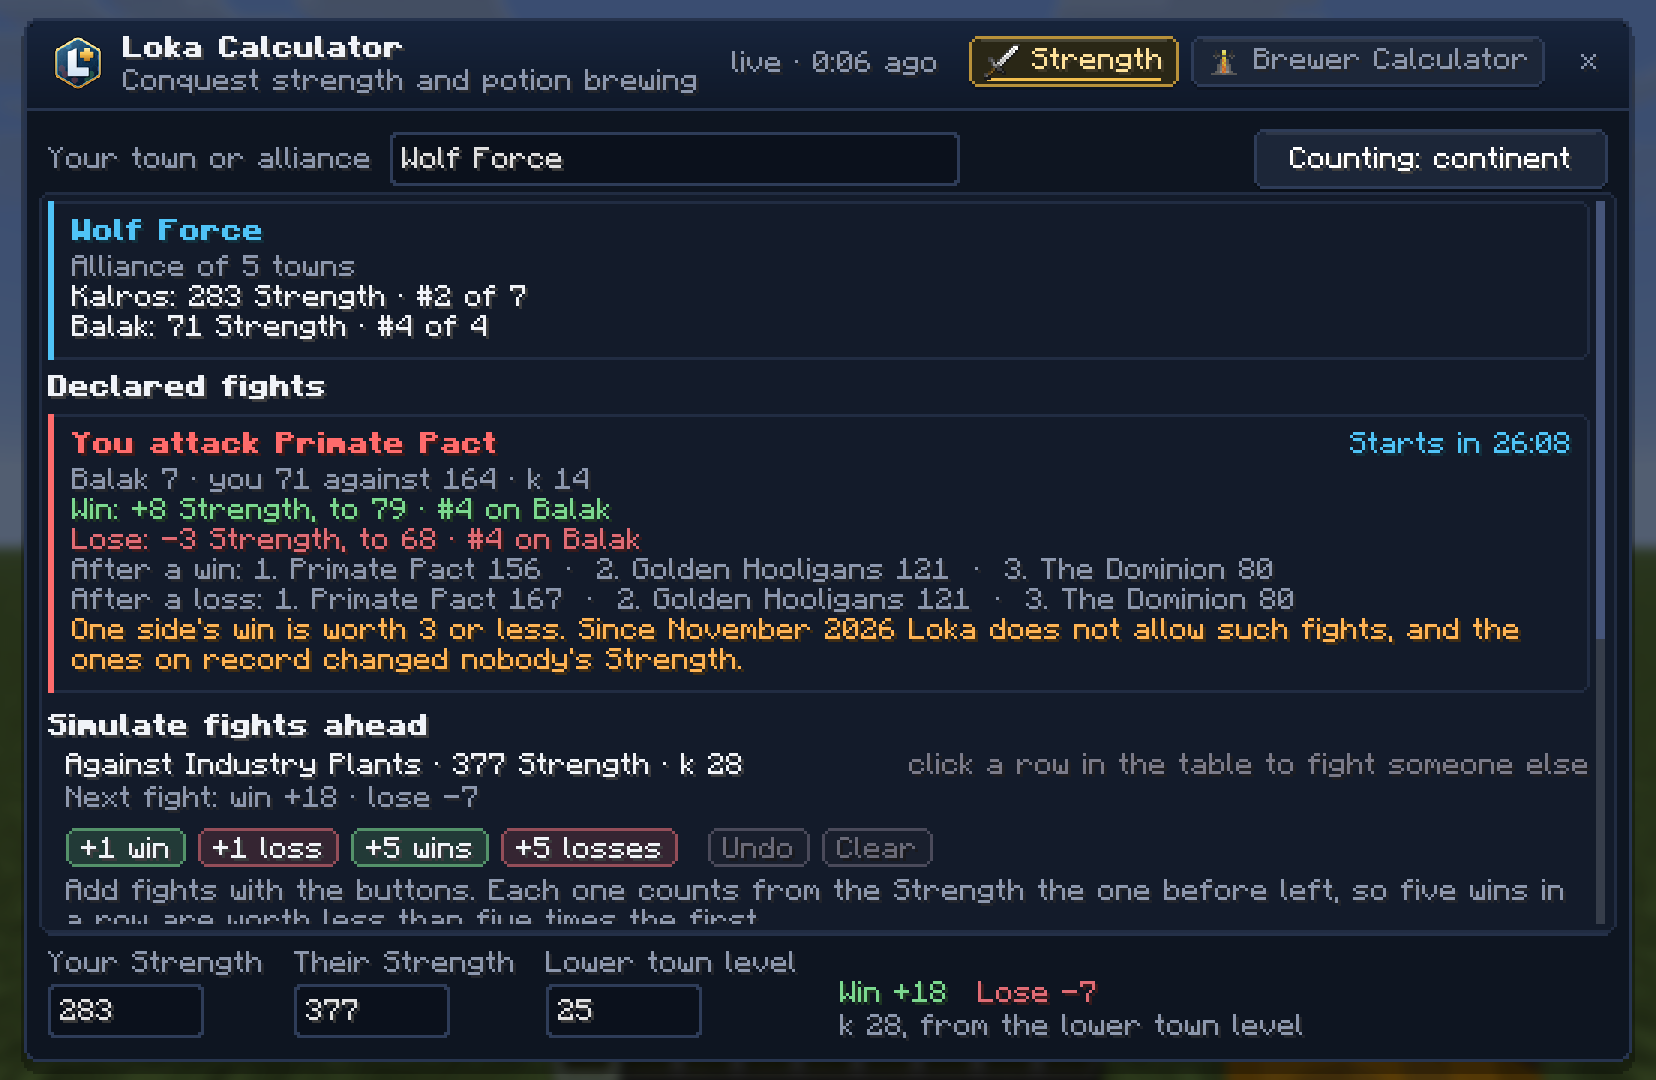 Loka Calculator
Conquest strength and potion brewing
live · 0:06 ago
Strength
Brewer Calculator
×
Your town or alliance
Wolf Force
Counting: continent
Wolf Force
Alliance of 5 towns
Kalros: 283 Strength · #2 of 7
Balak: 71 Strength · #4 of 4
Declared fights
You attack Primate Pact
Starts in 26:08
Balak 7 · you 71 against 164 · k 14
Win: +8 Strength, to 79 · #4 on Balak
Lose: −3 Strength, to 68 · #4 on Balak
After a win: 1. Primate Pact 156 · 2. Golden Hooligans 121 · 3. The Dominion 80
After a loss: 1. Primate Pact 167 · 2. Golden Hooligans 121 · 3. The Dominion 80
One side's win is worth 3 or less. Since November 2026 Loka does not allow such fights, and the
ones on record changed nobody's Strength.
Simulate fights ahead
Against Industry Plants · 377 Strength · k 28
click a row in the table to fight someone else
Next fight: win +18 · lose −7
+1 win
+1 loss
+5 wins
+5 losses
Undo
Clear
Add fights with the buttons. Each one counts from the Strength the one before left, so five wins in
a row are worth less than five times the first
Your Strength
Their Strength
Lower town level
283
377
25
Win +18 Lose −7
k 28, from the lower town level